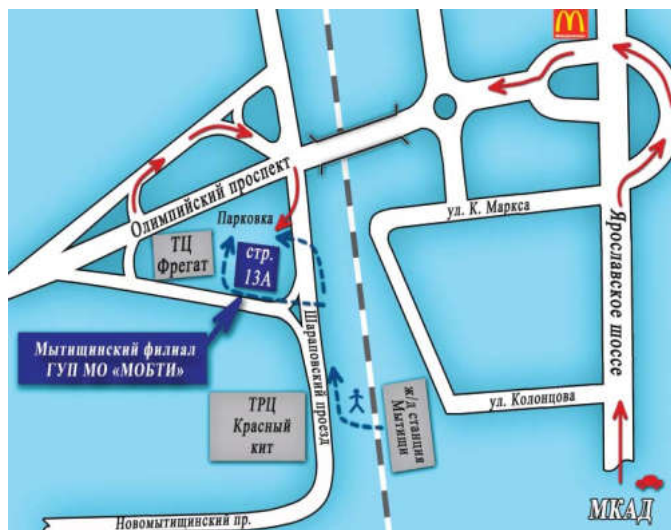 Олимпийский проспект
ул. К. Маркса
Парковка
ТЦ
Фрегат
стр.
13А
Ярославское шоссе
Мытищинский филиал
ГУП МО «МОБТИ»
Шараповский проезд
ТРЦ
Красный
кит
ж/д станция
Мытищи
ул. Колонцова
МКАД
Новомытищинский пр.